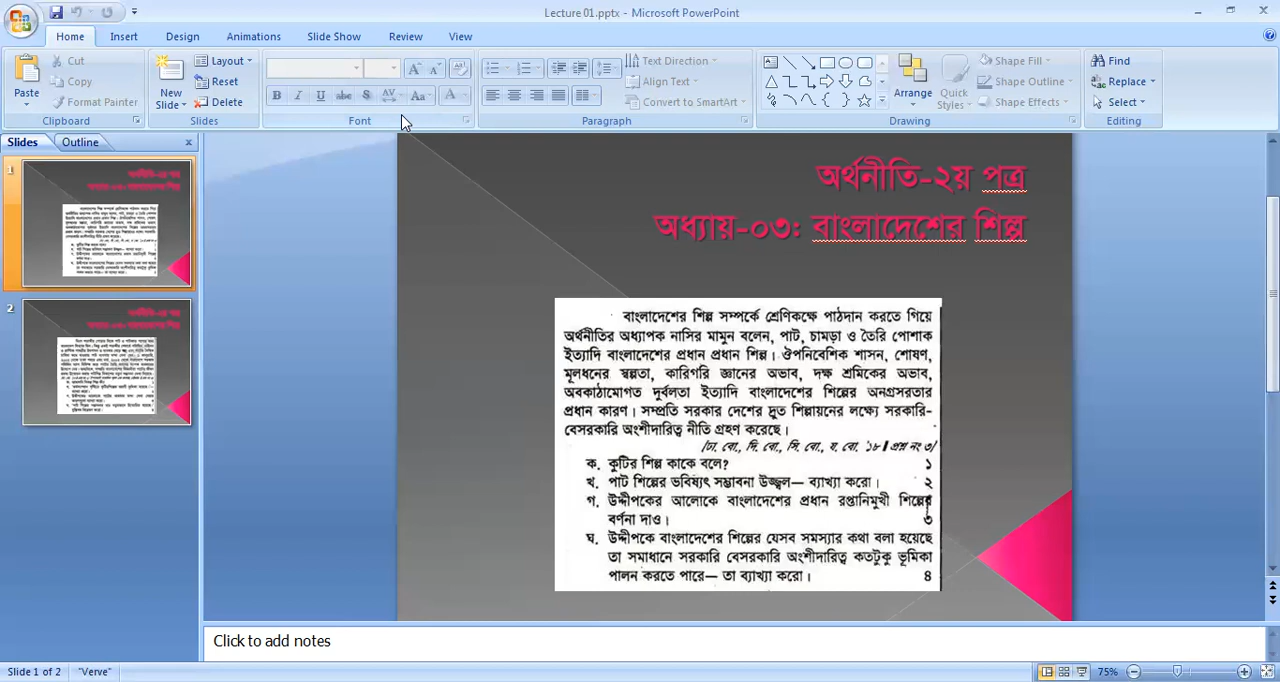 Lecture 01.pptx - Microsoft PowerPoint
Home Insert Design Animations Slide Show Review View
Cut Layout Text Direction Shape Fill Find
Paste Copy New Slide Reset Align Text Arrange Quick Styles Shape Outline Replace
Format Painter Delete Convert to SmartArt Shape Effects Select
Clipboard Slides Font Paragraph Drawing Editing
Slides Outline
1
2
অর্থনীতি-২য় পত্র
অধ্যায়-০৩: বাংলাদেশের শিল্প
বাংলাদেশের শিল্প সম্পর্কে শ্রেণিকক্ষে পাঠদান করতে গিয়ে
অর্থনীতির অধ্যাপক নাসির মামুন বলেন, পাট, চামড়া ও তৈরি পোশাক
ইত্যাদি বাংলাদেশের প্রধান প্রধান শিল্প। ঔপনিবেশিক শাসন, শোষণ,
মূলধনের স্বল্পতা, কারিগরি জ্ঞানের অভাব, দক্ষ শ্রমিকের অভাব,
অবকাঠামোগত দুর্বলতা ইত্যাদি বাংলাদেশের শিল্পের অনগ্রসরতার
প্রধান কারণ। সম্প্রতি সরকার দেশের দ্রুত শিল্পায়নের লক্ষ্যে সরকারি-
বেসরকারি অংশীদারিত্ব নীতি গ্রহণ করেছে।
[ঢা. বো., দি. বো., সি. বো., য. বো. '১৮। প্রশ্ন নং ৩]
ক. কুটির শিল্প কাকে বলে? ১
খ. পাট শিল্পের ভবিষ্যৎ সম্ভাবনা উজ্জ্বল— ব্যাখ্যা করো। ২
গ. উদ্দীপকের আলোকে বাংলাদেশের প্রধান রপ্তানিমুখী শিল্পের
বর্ণনা দাও। ৩
ঘ. উদ্দীপকে বাংলাদেশের শিল্পের যেসব সমস্যার কথা বলা হয়েছে
তা সমাধানে সরকারি বেসরকারি অংশীদারিত্ব কতটুকু ভূমিকা
পালন করতে পারে— তা ব্যাখ্যা করো। ৪
Click to add notes
Slide 1 of 2 "Verve" 75%